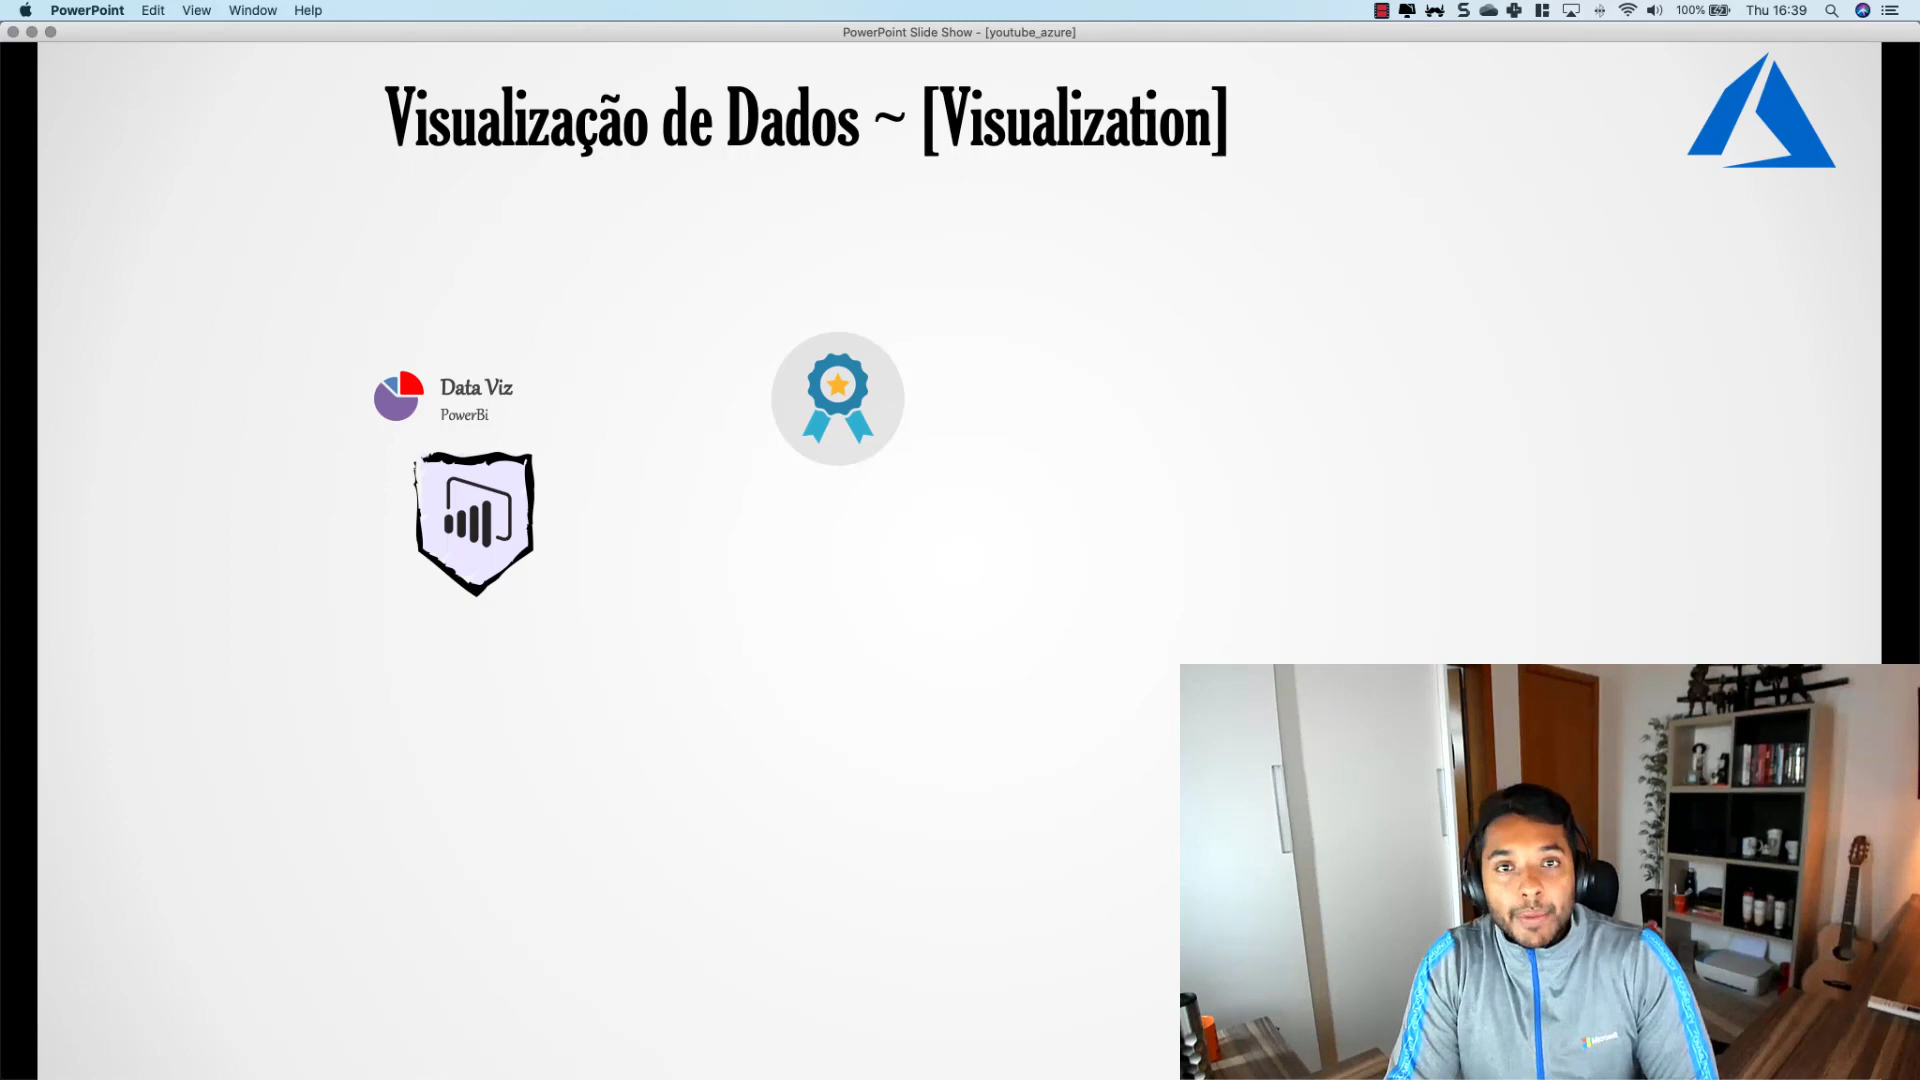 PowerPoint Edit View Window Help 100% Thu 16:39
PowerPoint Slide Show - [youtube_azure]
Visualização de Dados ~ [Visualization]
Data Viz
PowerBi
Microsoft